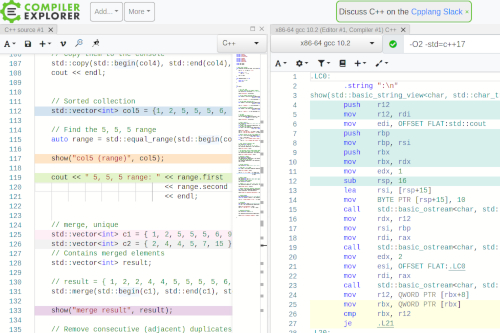 COMPILER
EXPLORER
Add...
More
Discuss C++ on the Cpplang Slack
C++ source #1
A
C++
107 std::copy(std::begin(col4), std::end(col4),
108 cout << endl;
109
110
111 // Sorted collection
112 std::vector<int> col5 = {1, 2, 5, 5, 5, 6,
113
114 // Find the 5, 5, 5 range
115 auto range = std::equal_range(std::begin(co
116
117 show("col5 (range)", col5);
118
119 cout << " 5, 5, 5 range: " << range.first
120 << range.second
121 << endl;
122
123
124 // merge, unique
125 std::vector<int> c1 = { 1, 2, 5, 5, 5, 6, 9
126 std::vector<int> c2 = { 2, 4, 4, 5, 7, 15 }
127 // Contains merged elements
128 std::vector<int> result;
129
130 // result = { 1, 2, 2, 4, 4, 5, 5, 5, 5, 6,
131 std::merge(std::begin(c1), std::end(c1), st
132
133 show("merge result", result);
134
135 // Remove consecutive (adjacent) duplicates
x86-64 gcc 10.2 (Editor #1, Compiler #1) C++
x86-64 gcc 10.2
-O2 -std=c++17
A
1 .LC0:
2 .string ":\n"
3 show(std::basic_string_view<char, std::char_t
4 push r12
5 mov r12, rdi
6 mov edi, OFFSET FLAT:std::cout
7 push rbp
8 mov rbp, rsi
9 push rbx
10 mov rbx, rdx
11 mov edx, 1
12 sub rsp, 16
13 lea rsi, [rsp+15]
14 mov BYTE PTR [rsp+15], 10
15 call std::basic_ostream<char, std:
16 mov rdx, r12
17 mov rsi, rbp
18 mov rdi, rax
19 call std::basic_ostream<char, std:
20 mov edx, 2
21 mov esi, OFFSET FLAT:.LC0
22 mov rdi, rax
23 call std::basic_ostream<char, std:
24 mov r12, QWORD PTR [rbx+8]
25 mov rbx, QWORD PTR [rbx]
26 cmp rbx, r12
27 je .L21